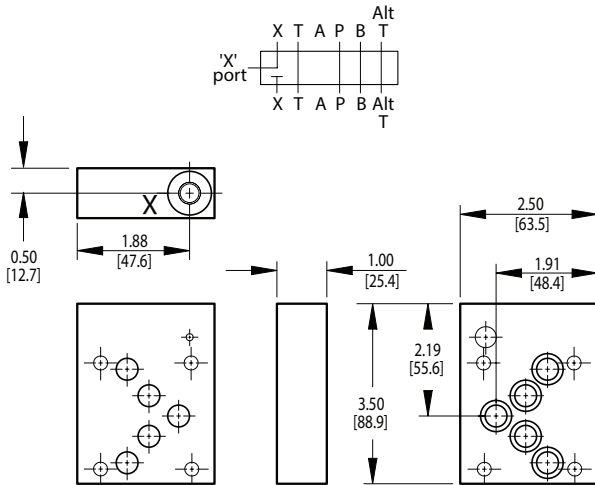 Alt
X T A P B T
'X'
port
X T A P B Alt
T
X
0.50
[12.7]
1.88
[47.6]
1.00
[25.4]
2.50
[63.5]
1.91
[48.4]
2.19
[55.6]
3.50
[88.9]